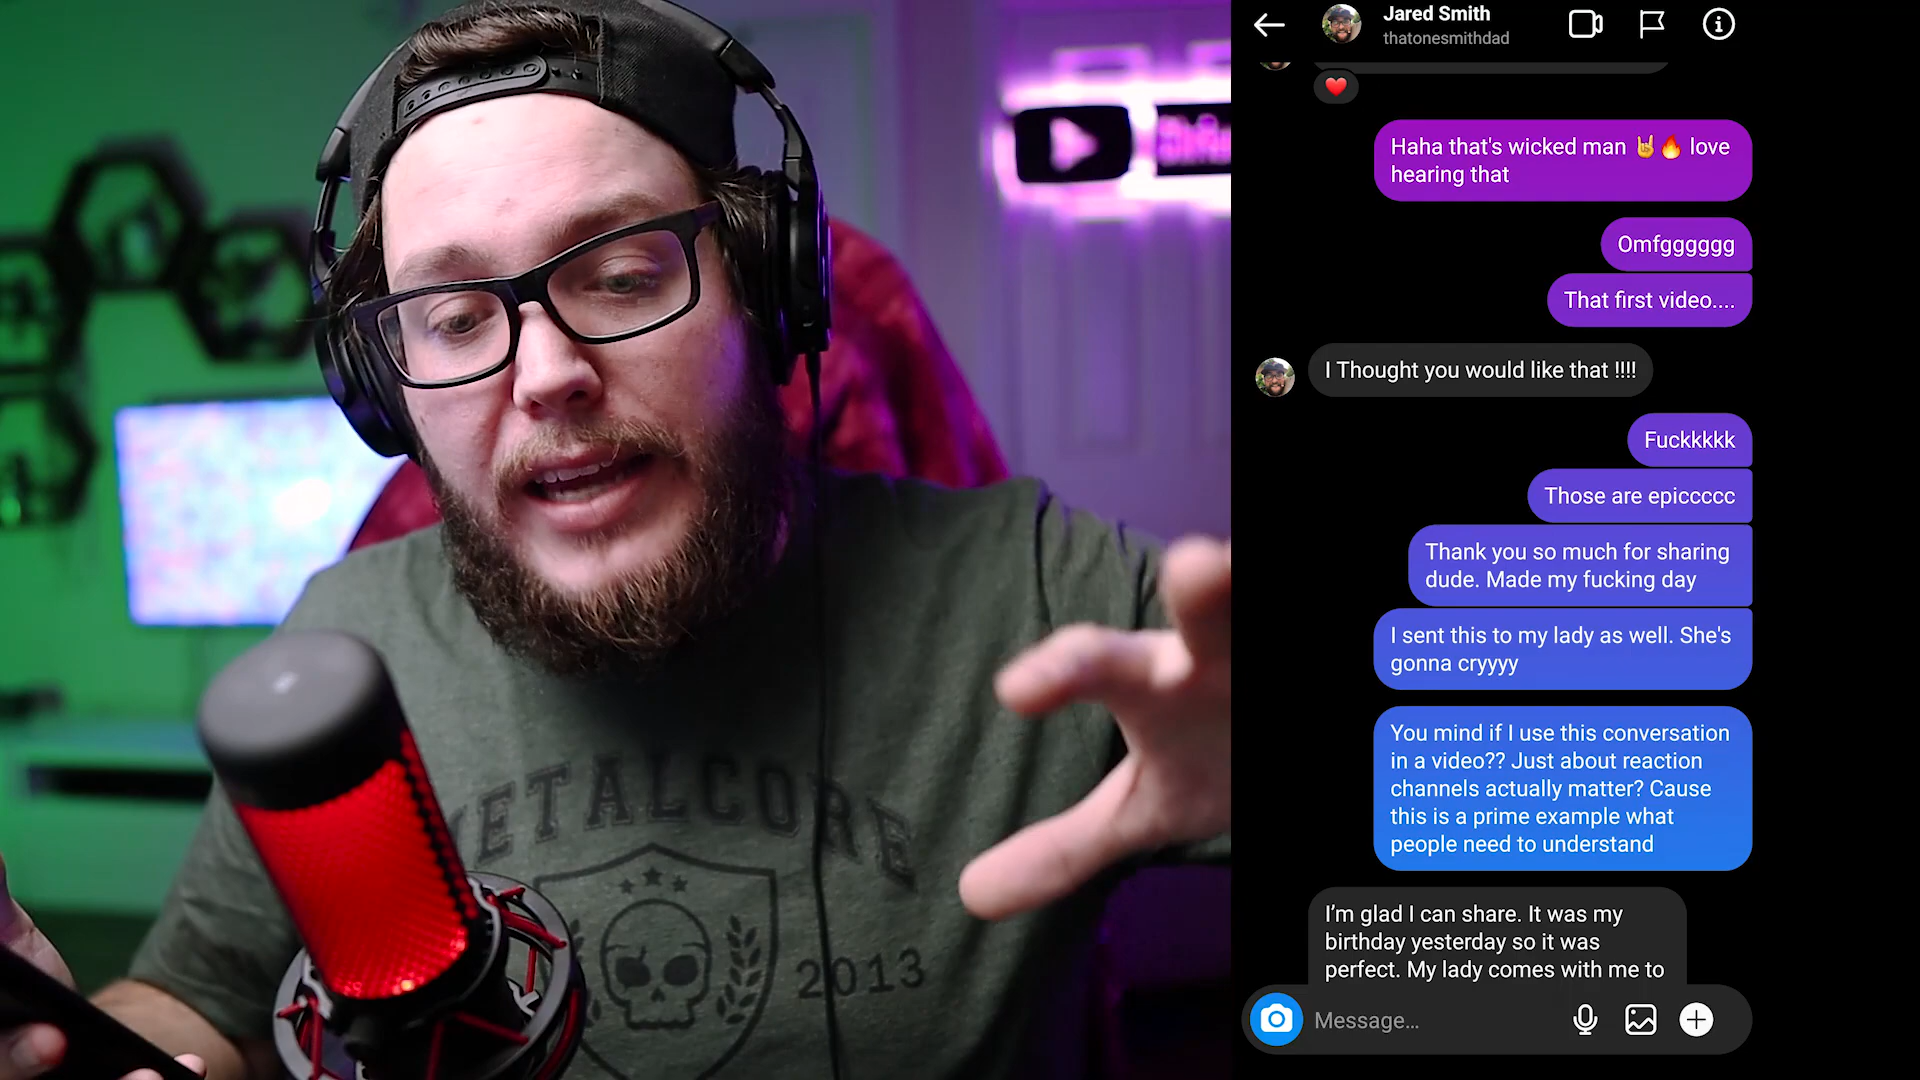 Jared Smith
thatonesmithdad
Haha that's wicked man 🤘🔥 love
hearing that
Omfgggggg
That first video....
I Thought you would like that !!!!
Fuckkkkk
Those are epiccccc
Thank you so much for sharing
dude. Made my fucking day
I sent this to my lady as well. She's
gonna cryyyy
You mind if I use this conversation
in a video?? Just about reaction
channels actually matter? Cause
this is a prime example what
people need to understand
I'm glad I can share. It was my
birthday yesterday so it was
perfect. My lady comes with me to
Message...
METALCORE
2013